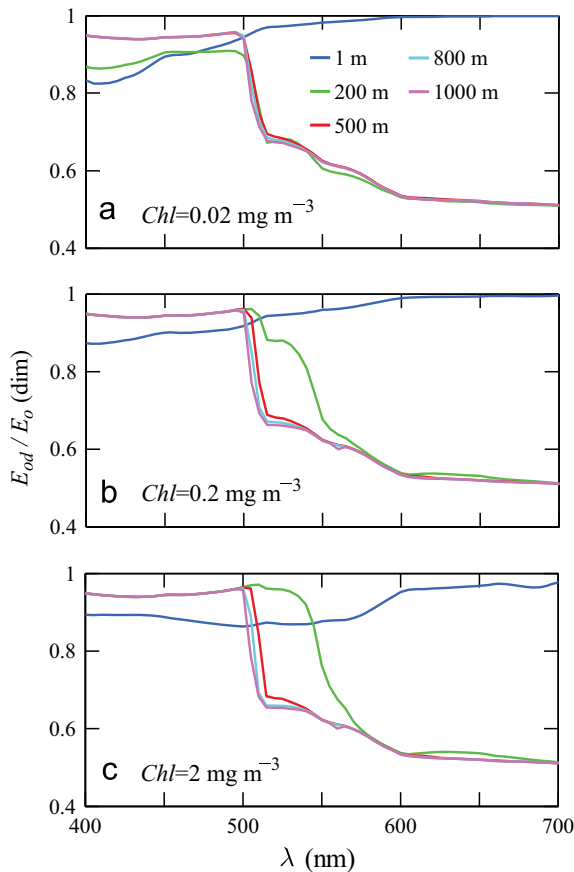 1
0.8
0.6
0.4
1 m
200 m
500 m
800 m
1000 m
a
Chl=0.02 mg m−3
1
0.8
0.6
0.4
Eod / Eo (dim)
b
Chl=0.2 mg m−3
1
0.8
0.6
0.4
c
Chl=2 mg m−3
400
500
600
700
λ (nm)